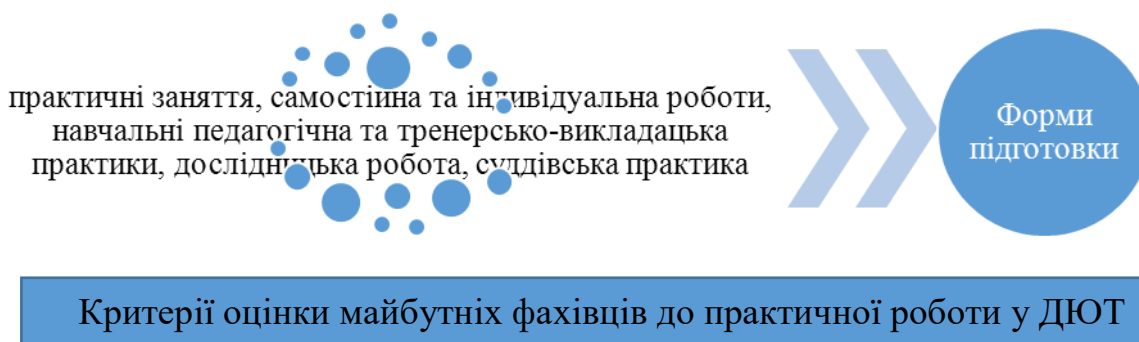 практичні заняття, самостійна та індивідуальна роботи,
навчальні педагогічна та тренерсько-викладацька
практики, дослідницька робота, суддівська практика
Форми
підготовки
Критерії оцінки майбутніх фахівців до практичної роботи у ДЮТ